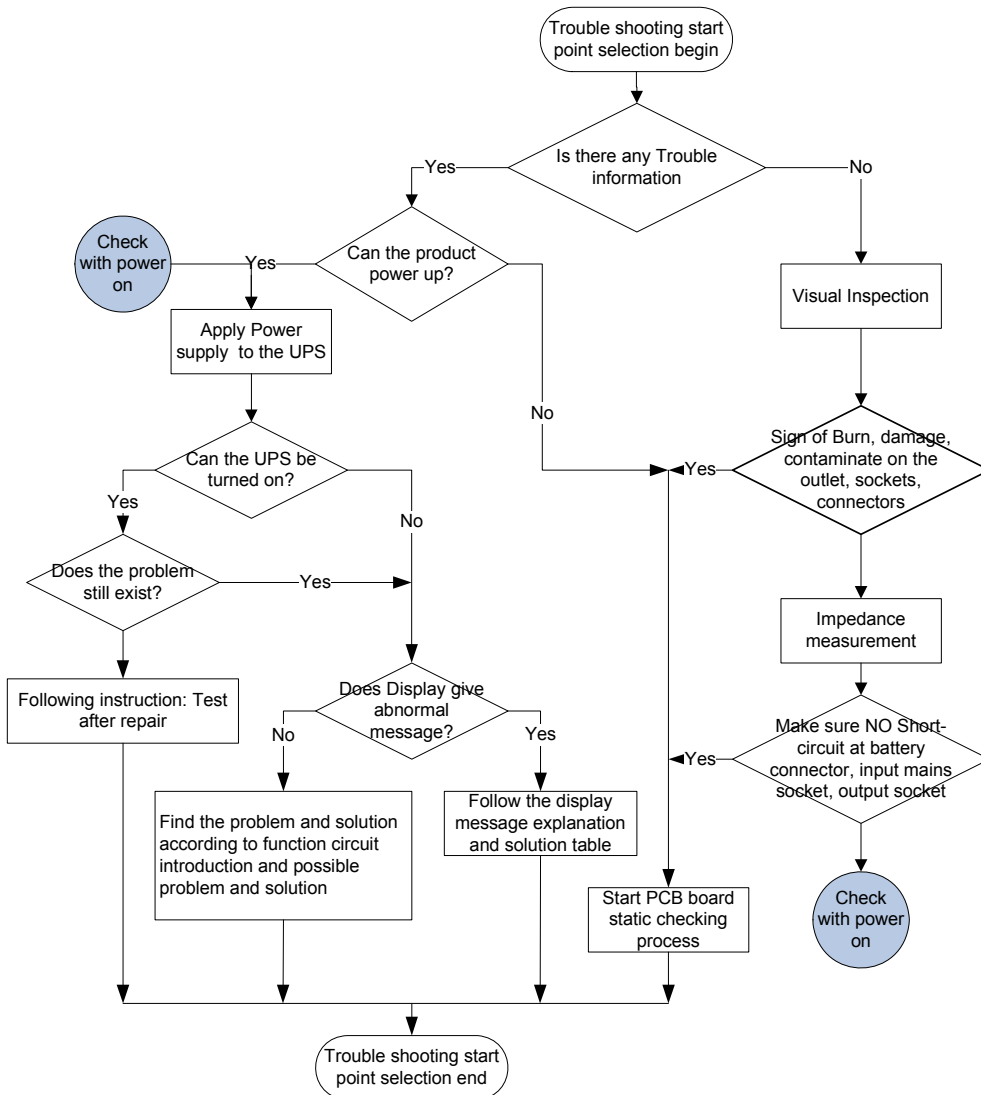 Trouble shooting start
point selection begin
Is there any Trouble
information
Yes
No
Can the product
power up?
Check
with power
on
Yes
Visual Inspection
Apply Power
supply  to the UPS
No
Sign of Burn, damage,
contaminate on the
outlet, sockets,
connectors
Yes
Can the UPS be
turned on?
Yes
No
Does the problem
still exist?
Yes
Impedance
measurement
Following instruction: Test
after repair
Does Display give
abnormal
message?
No
Yes
Make sure NO Short-
circuit at battery
connector, input mains
socket, output socket
Yes
Find the problem and solution
according to function circuit
introduction and possible
problem and solution
Follow the display
message explanation
and solution table
Start PCB board
static checking
process
Check
with power
on
Trouble shooting start
point selection end